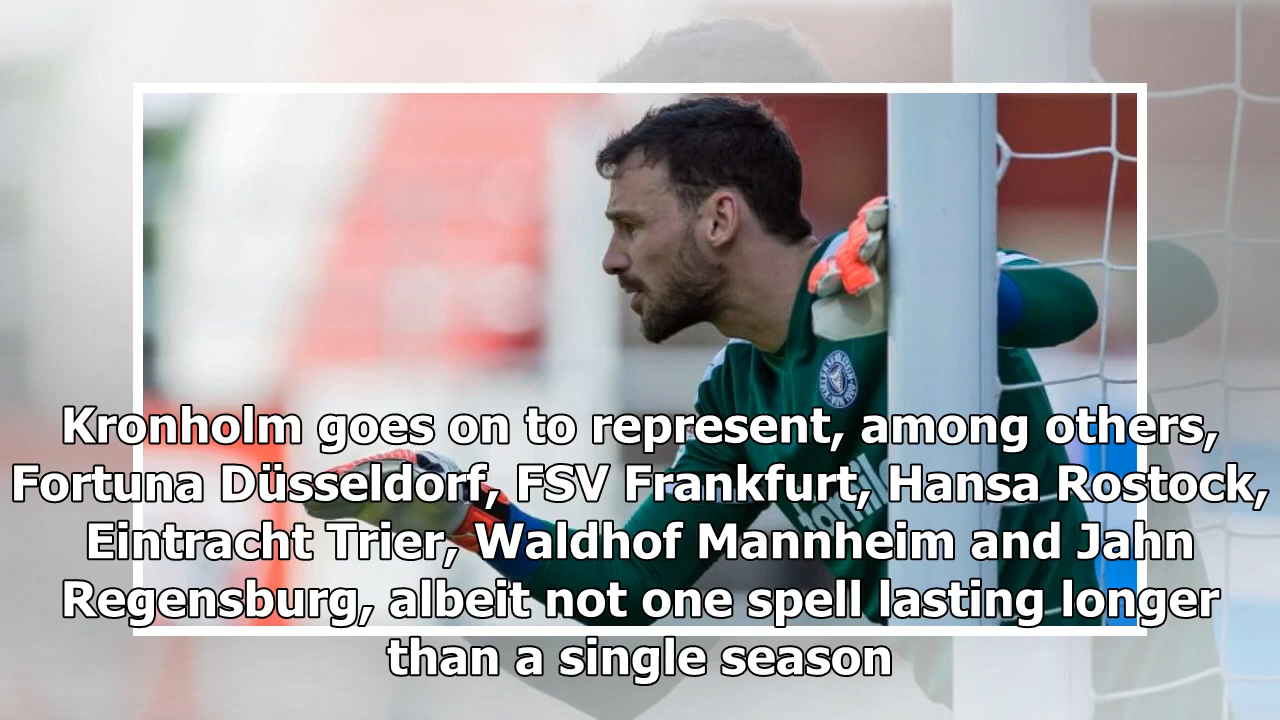 Kronholm goes on to represent, among others,
Fortuna Düsseldorf, FSV Frankfurt, Hansa Rostock,
Eintracht Trier, Waldhof Mannheim and Jahn
Regensburg, albeit not one spell lasting longer
than a single season